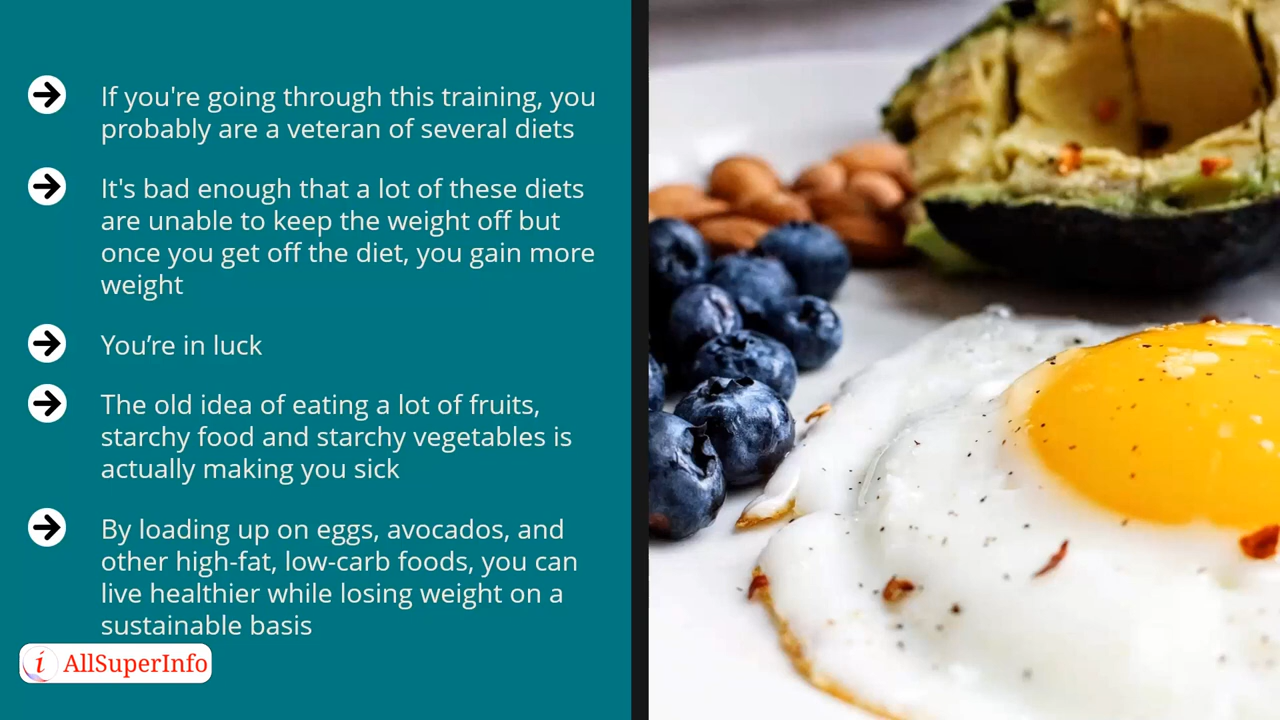 If you're going through this training, you
probably are a veteran of several diets
It's bad enough that a lot of these diets
are unable to keep the weight off but
once you get off the diet, you gain more
weight
You’re in luck
The old idea of eating a lot of fruits,
starchy food and starchy vegetables is
actually making you sick
By loading up on eggs, avocados, and
other high-fat, low-carb foods, you can
live healthier while losing weight on a
sustainable basis
i AllSuperInfo